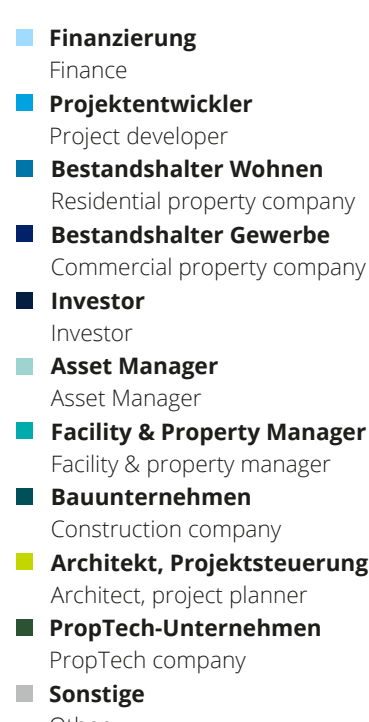 Finanzierung
Finance
Projektentwickler
Project developer
Bestandshalter Wohnen
Residential property company
Bestandshalter Gewerbe
Commercial property company
Investor
Investor
Asset Manager
Asset Manager
Facility & Property Manager
Facility & property manager
Bauunternehmen
Construction company
Architekt, Projektsteuerung
Architect, project planner
PropTech-Unternehmen
PropTech company
Sonstige
Other